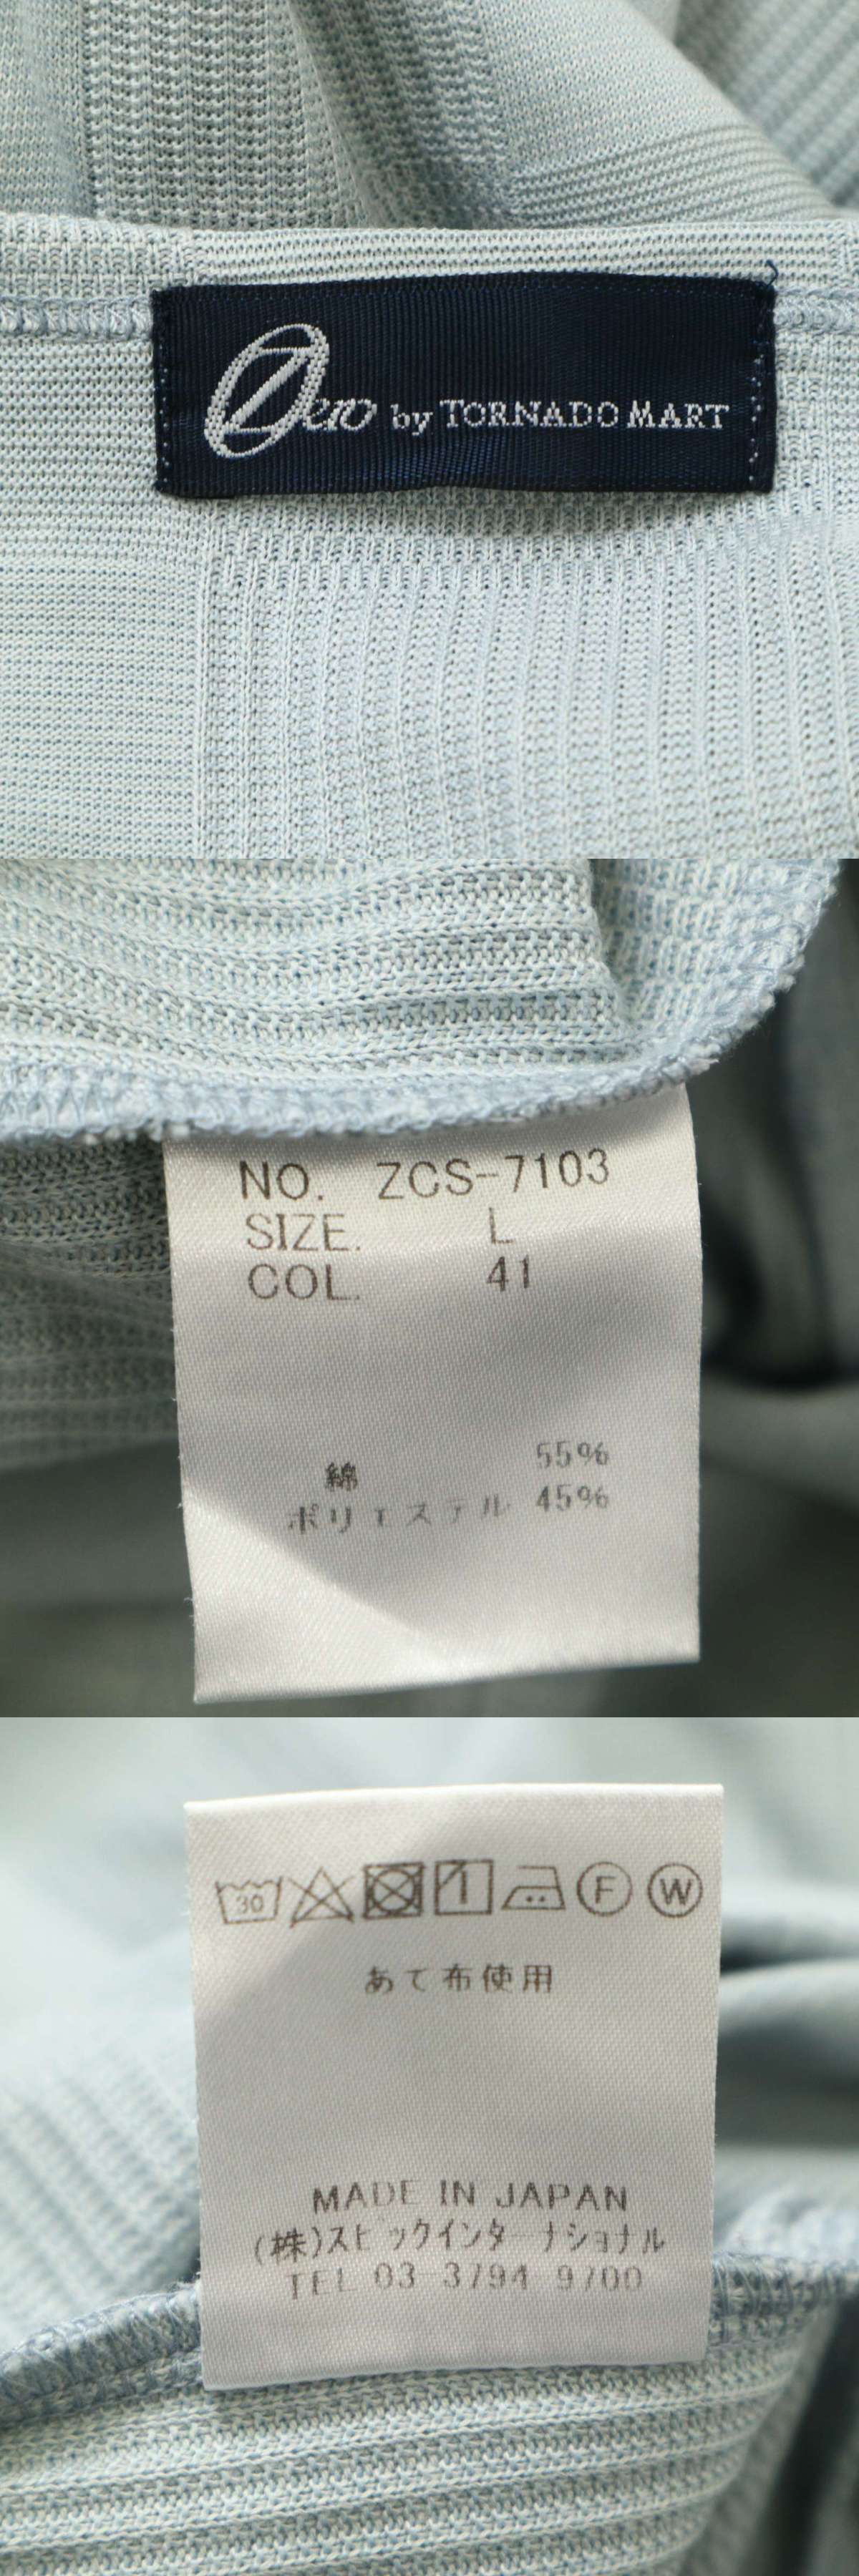 Zero by TORNADO MART
NO. ZCS-7103
SIZE. L
COL. 41
綿 55%
ポリエステル 45%
30 F W
あて布使用
MADE IN JAPAN
(株)スピックインターナショナル
TEL 03-3794-9700